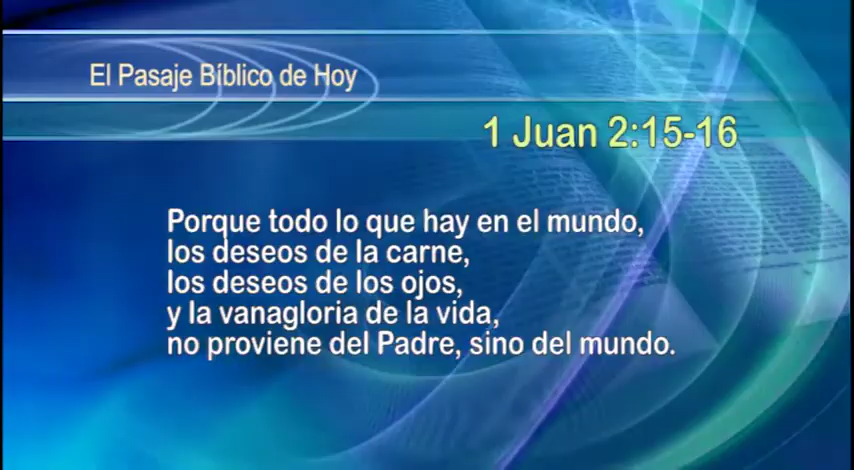 El Pasaje Bíblico de Hoy
1 Juan 2:15-16
Porque todo lo que hay en el mundo,
los deseos de la carne,
los deseos de los ojos,
y la vanagloria de la vida,
no proviene del Padre, sino del mundo.